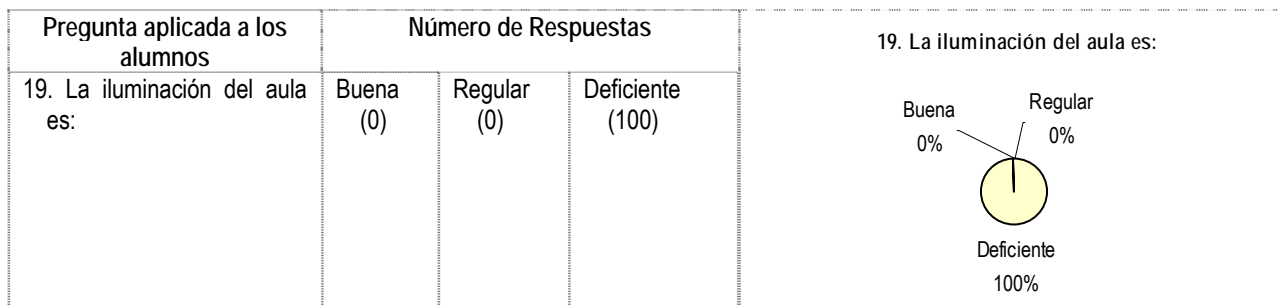 Pregunta aplicada a los
alumnos
Número de Respuestas
19. La iluminación del aula
es:
Buena
(0)
Regular
(0)
Deficiente
(100)
19. La iluminación del aula es:
Buena
0%
Regular
0%
Deficiente
100%